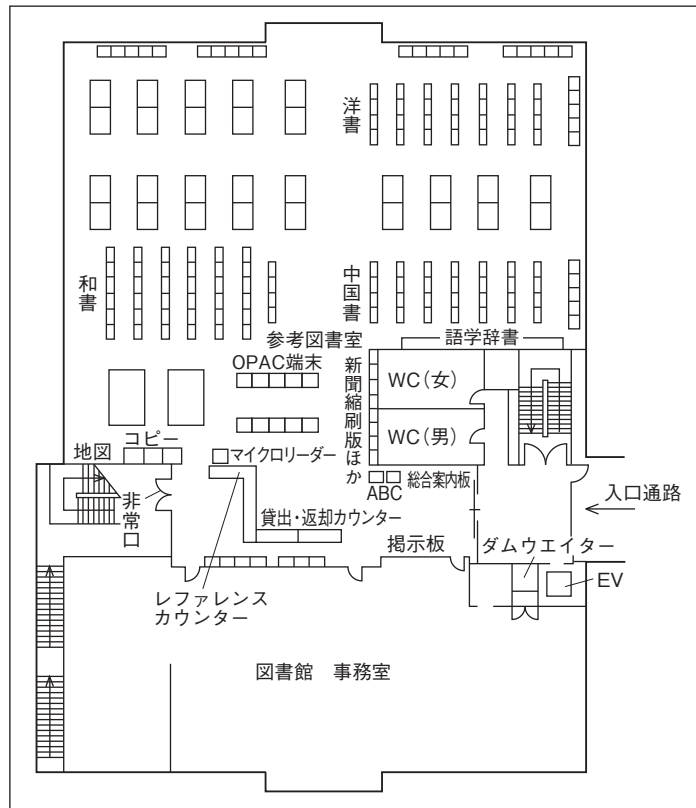 洋書
和書
中国書
参考図書室
語学辞書
OPAC端末
新聞縮刷版ほか
WC(女)
WC(男)
コピー
地図
マイクロリーダー
非常口
ABC
総合案内板
入口通路
貸出・返却カウンター
掲示板
ダムウエイター
EV
レファレンス
カウンター
図書館 事務室